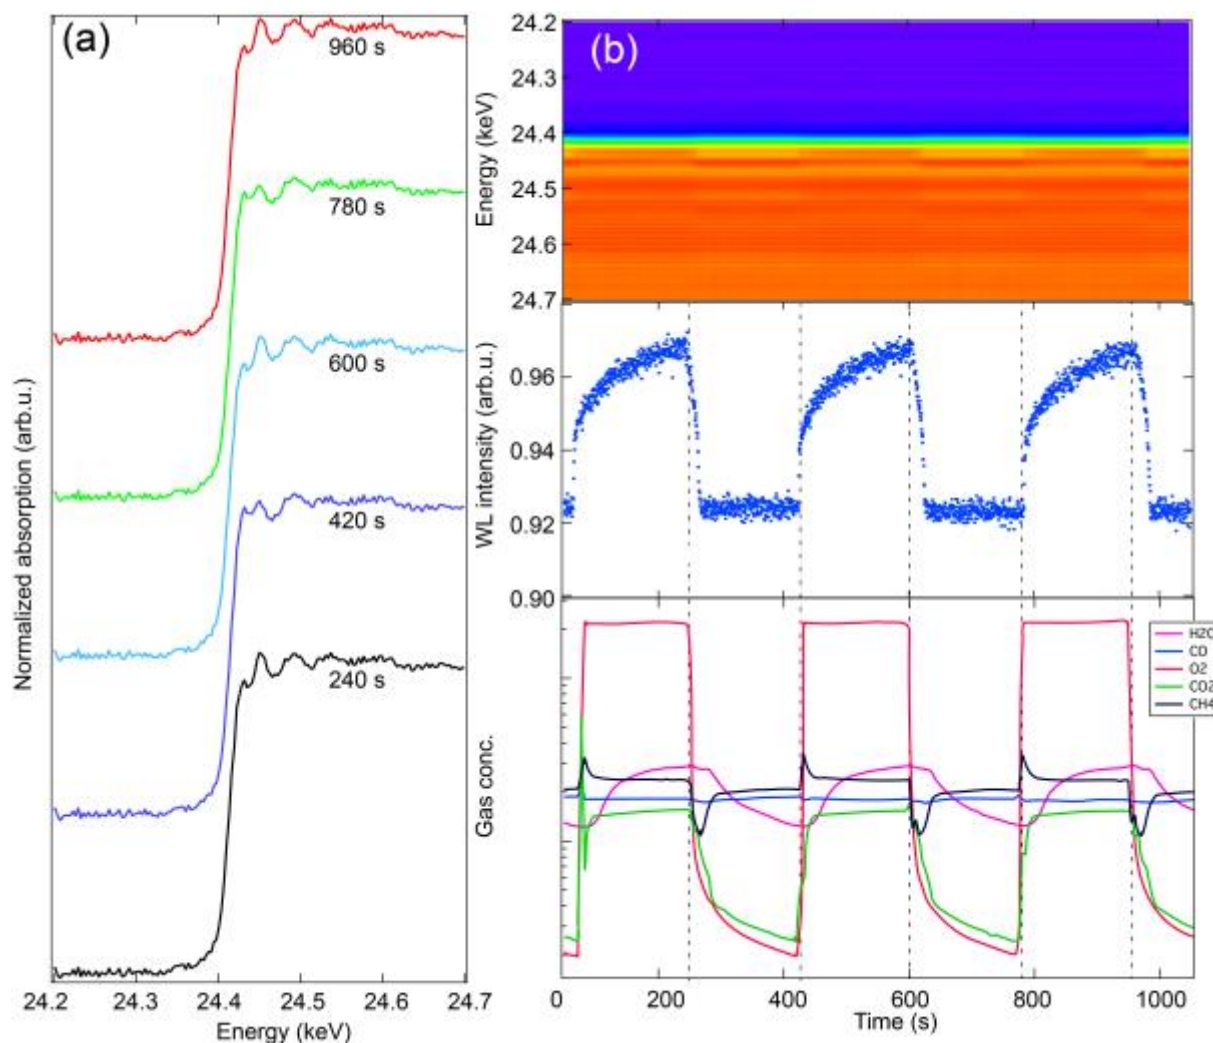 (a)
960 s
780 s
600 s
420 s
240 s
Normalized absorption (arb.u.)
24.2 24.3 24.4 24.5 24.6 24.7
Energy (keV)
(b)
24.2
24.3
24.4
24.5
24.6
24.7
Energy (keV)
0.96
0.94
0.92
0.90
WL intensity (arb.u.)
H2O
CO
O2
CO2
CH4
Gas conc.
0 200 400 600 800 1000
Time (s)